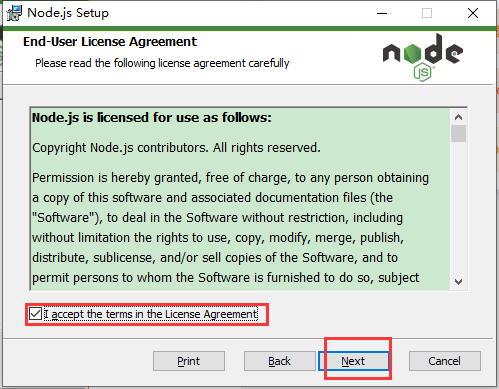 Node.js Setup
End-User License Agreement
Please read the following license agreement carefully
node
JS
Node.js is licensed for use as follows:
Copyright Node.js contributors. All rights reserved.
Permission is hereby granted, free of charge, to any person obtaining
a copy of this software and associated documentation files (the
"Software"), to deal in the Software without restriction, including
without limitation the rights to use, copy, modify, merge, publish,
distribute, sublicense, and/or sell copies of the Software, and to
permit persons to whom the Software is furnished to do so, subject
I accept the terms in the License Agreement
Print Back Next Cancel